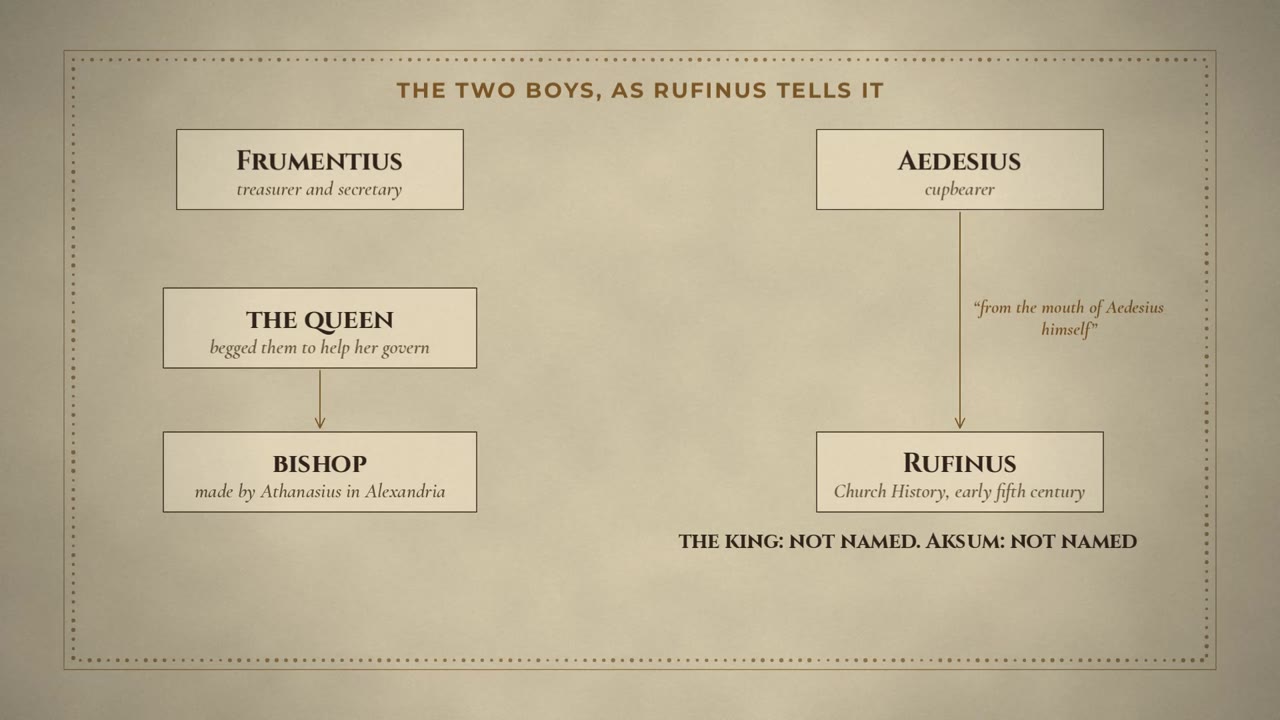 THE TWO BOYS, AS RUFINUS TELLS IT
FRUMENTIUS
treasurer and secretary
AEDESIUS
cupbearer
THE QUEEN
begged them to help her govern
“from the mouth of Aedesius
himself”
BISHOP
made by Athanasius in Alexandria
RUFINUS
Church History, early fifth century
THE KING: NOT NAMED. AKSUM: NOT NAMED